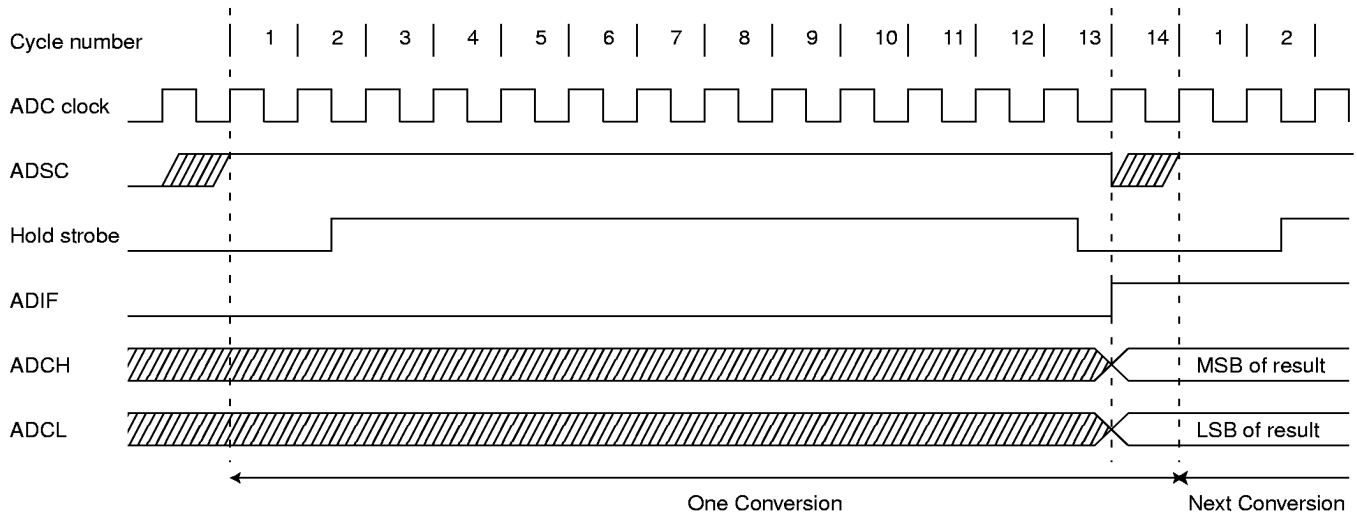 Cycle number 1 2 3 4 5 6 7 8 9 10 11 12 13 14 1 2
ADC clock
ADSC
Hold strobe
ADIF
ADCH MSB of result
ADCL LSB of result
One Conversion Next Conversion